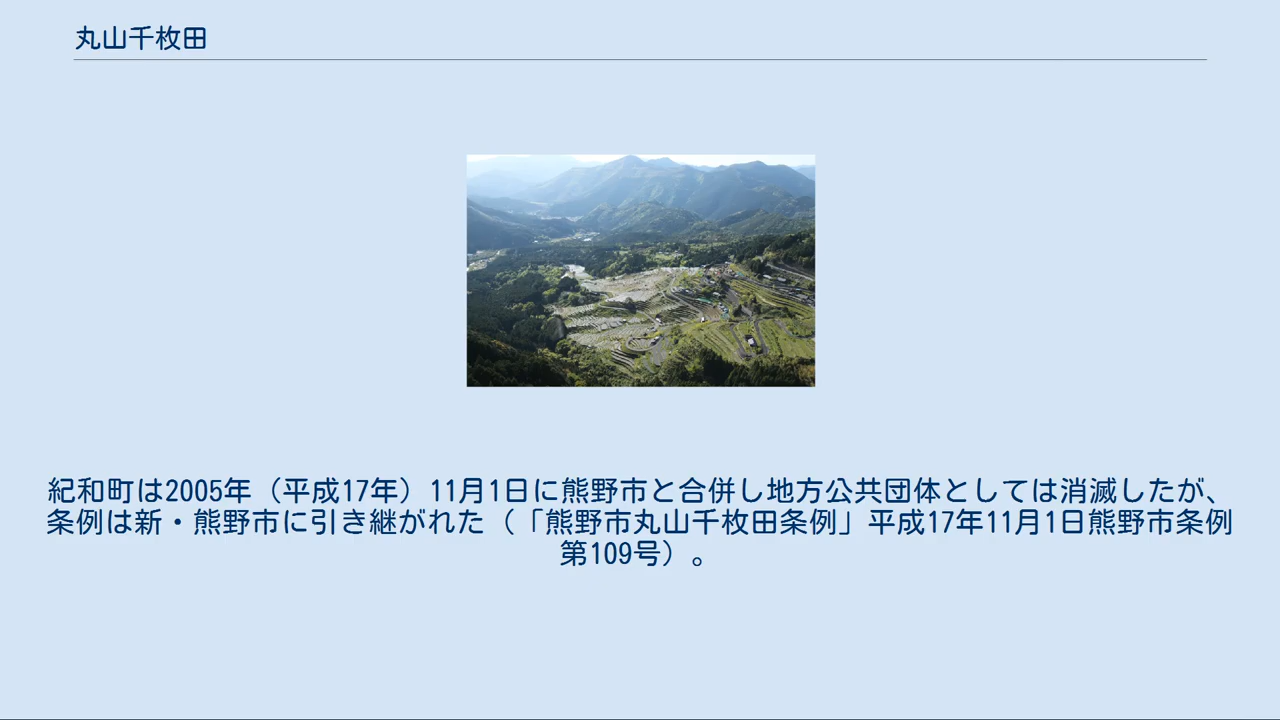 丸山千枚田
紀和町は2005年（平成17年）11月1日に熊野市と合併し地方公共団体としては消滅したが、
条例は新・熊野市に引き継がれた（「熊野市丸山千枚田条例」平成17年11月1日熊野市条例
第109号）。